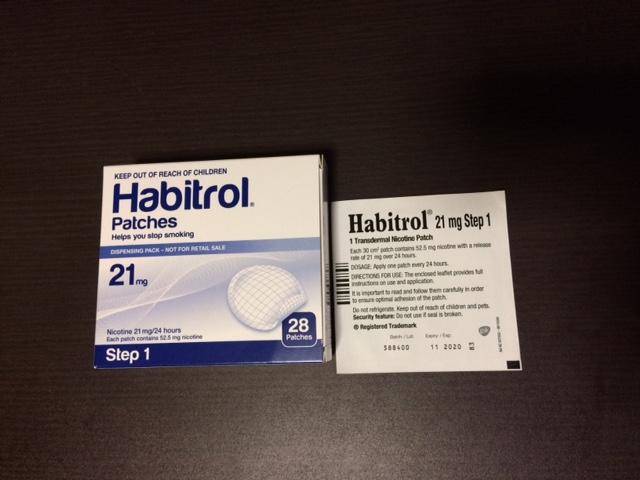 KEEP OUT OF REACH OF CHILDREN
Habitrol®
Patches
Helps you stop smoking
DISPENSING PACK - NOT FOR RETAIL SALE
21 mg
Nicotine 21 mg/24 hours
Each patch contains 52.5 mg nicotine
28
Patches
Step 1
Habitrol® 21 mg Step 1
1 Transdermal Nicotine Patch
Each 30 cm² patch contains 52.5 mg nicotine with a release
rate of 21 mg over 24 hours.
DOSAGE: Apply one patch every 24 hours.
DIRECTIONS FOR USE: The enclosed leaflet provides full
instructions on use and application.
It is important to read and follow them carefully in order
to ensure optimal adhesion of the patch.
Do not refrigerate. Keep out of reach of children and pets.
Security feature: Do not use if seal is broken.
® Registered Trademark
Batch / Lot: Expiry / Exp:
588400 11 2020 83